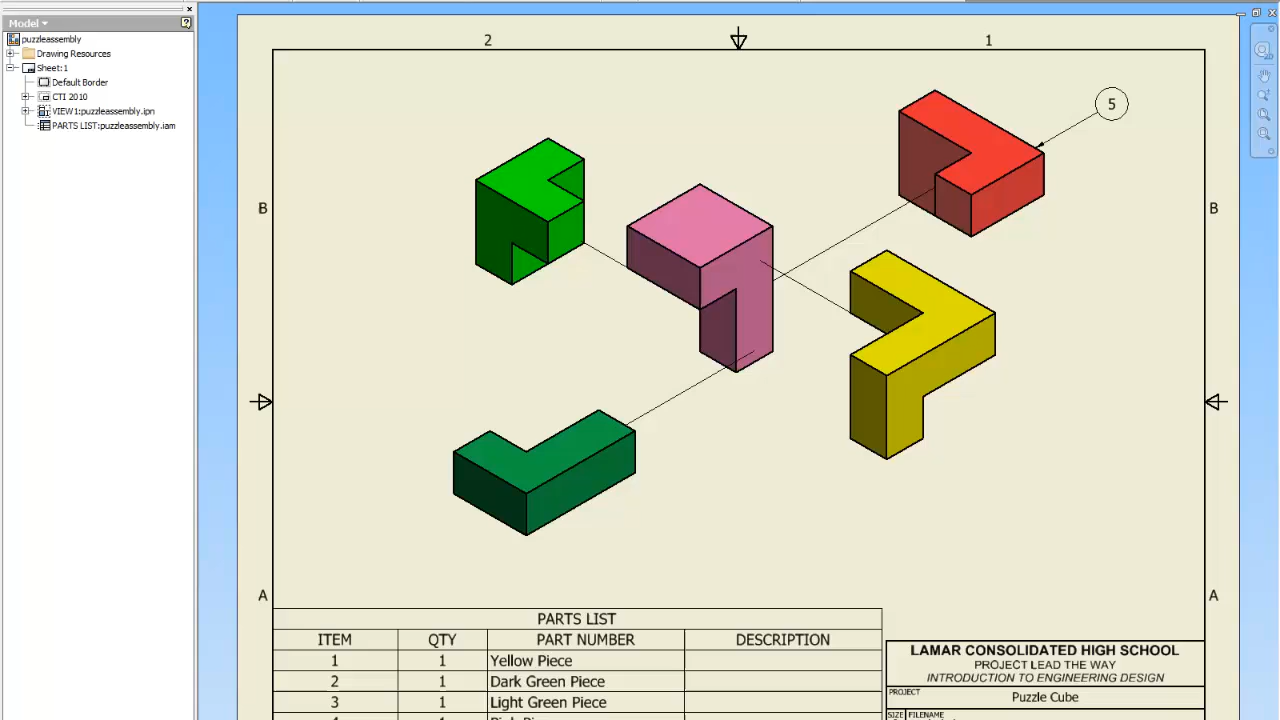 Model
puzzleassembly
Drawing Resources
Sheet:1
Default Border
CTI 2010
VIEW1:puzzleassembly.ipn
PARTS LIST:puzzleassembly.iam
2
1
5
B
B
A
A
PARTS LIST
ITEM QTY PART NUMBER DESCRIPTION
1 1 Yellow Piece
2 1 Dark Green Piece
3 1 Light Green Piece
LAMAR CONSOLIDATED HIGH SCHOOL
PROJECT LEAD THE WAY
INTRODUCTION TO ENGINEERING DESIGN
PROJECT
Puzzle Cube
SIZE FILENAME